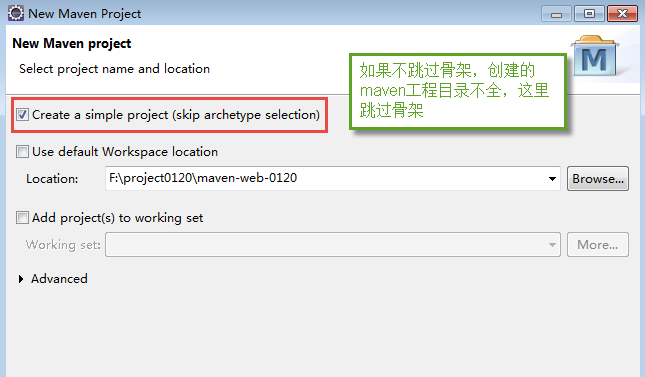 New Maven Project
New Maven project
Select project name and location
M
如果不跳过骨架，创建的
maven工程目录不全，这里
跳过骨架
Create a simple project (skip archetype selection)
Use default Workspace location
Location:
F:\project0120\maven-web-0120
Browse...
Add project(s) to working set
Working set:
More...
Advanced